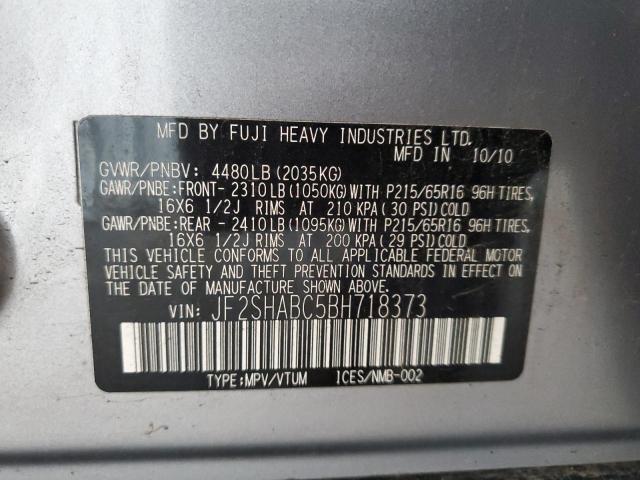 MFD BY FUJI HEAVY INDUSTRIES LTD.
MFD IN 10/10
GVWR/PNBV: 4480LB (2035KG)
GAWR/PNBE:FRONT- 2310LB (1050KG) WITH P215/65R16 96H TIRES,
16X6 1/2J RIMS AT 210 KPA (30 PSI) COLD
GAWR/PNBE:REAR - 2410LB (1095KG) WITH P215/65R16 96H TIRES,
16X6 1/2J RIMS AT 200 KPA (29 PSI) COLD
THIS VEHICLE CONFORMS TO ALL APPLICABLE FEDERAL MOTOR
VEHICLE SAFETY AND THEFT PREVENTION STANDARDS IN EFFECT
ON THE DATE OF MANUFACTURE SHOWN ABOVE.
VIN: JF2SHABC5BH718373
TYPE:MPV/VTUM ICES/NMB-002